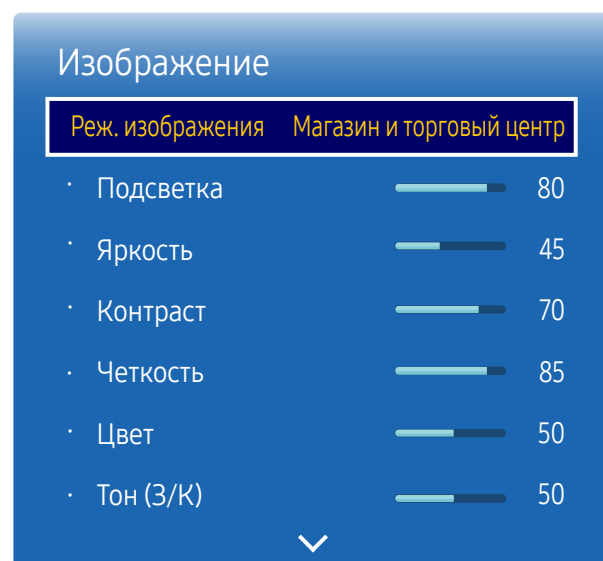 Изображение
Реж. изображения Магазин и торговый центр
· Подсветка 80
· Яркость 45
· Контраст 70
· Четкость 85
· Цвет 50
· Тон (З/К) 50